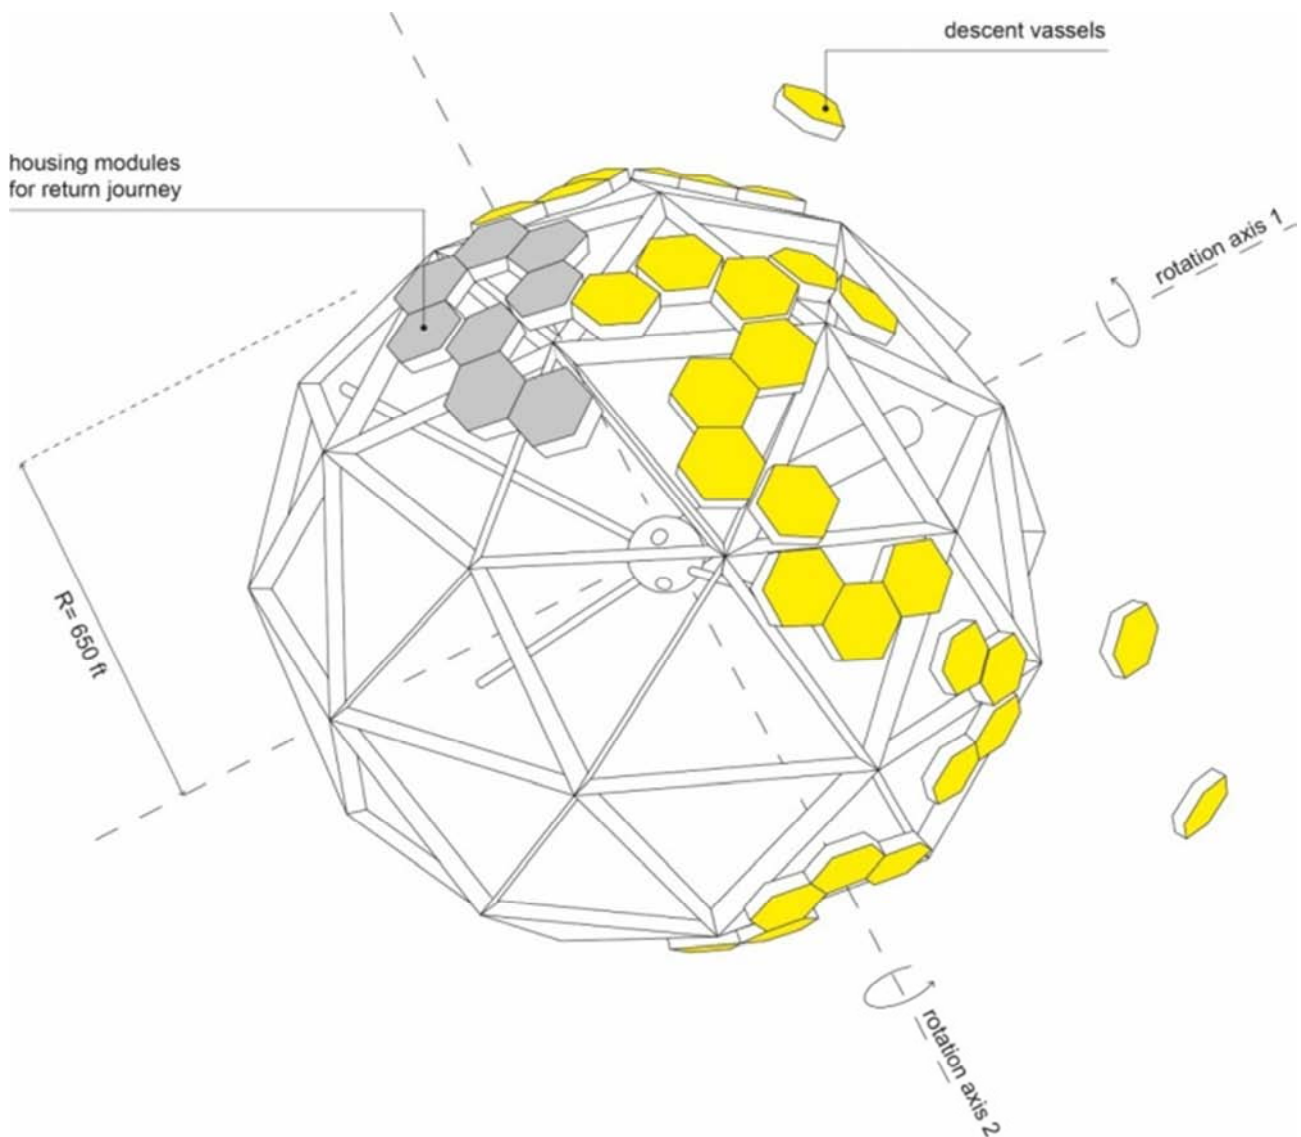 descent vassels
housing modules
for return journey
rotation axis 1
R= 650 ft
rotation axis 2